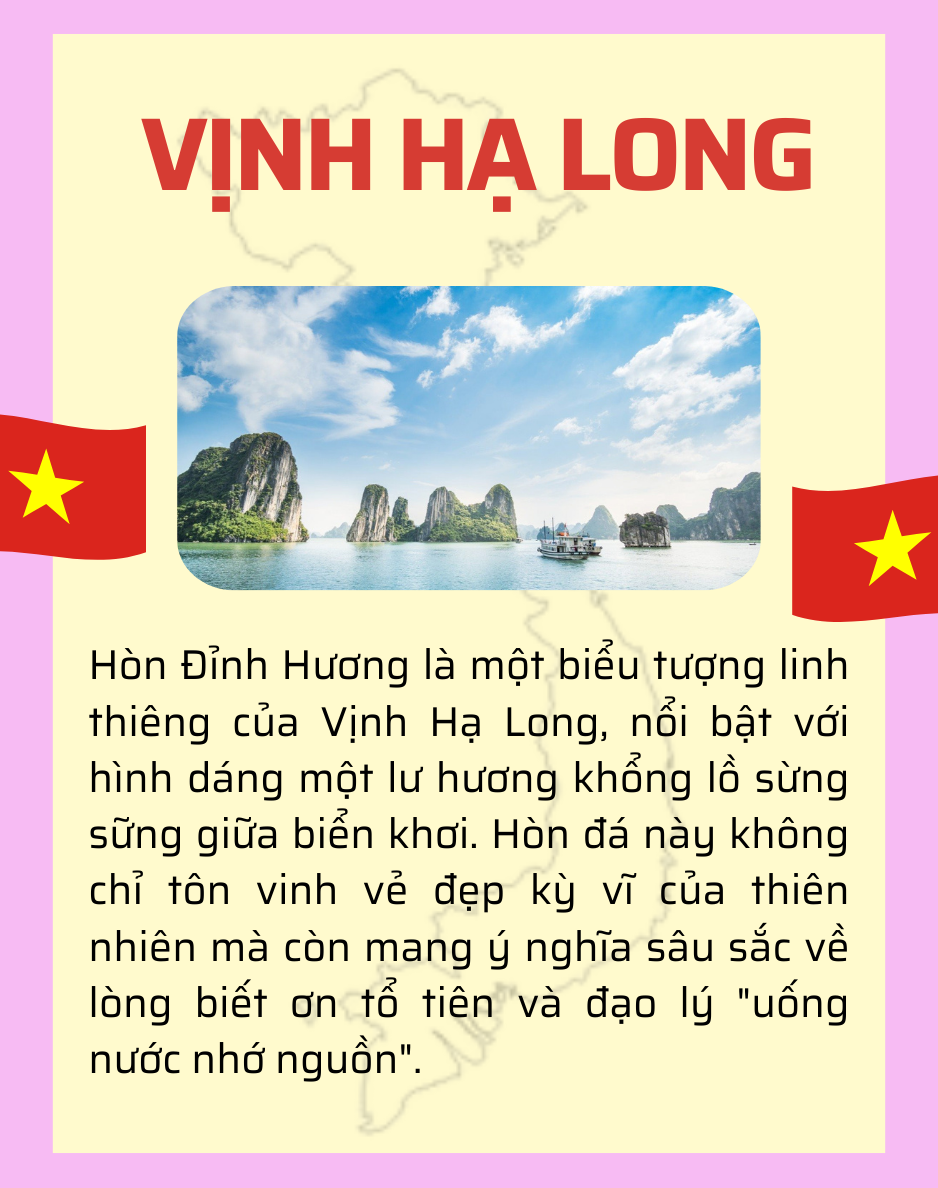 VỊNH HẠ LONG
Hòn Đỉnh Hương là một biểu tượng linh
thiêng của Vịnh Hạ Long, nổi bật với
hình dáng một lư hương khổng lồ sừng
sững giữa biển khơi. Hòn đá này không
chỉ tôn vinh vẻ đẹp kỳ vĩ của thiên
nhiên mà còn mang ý nghĩa sâu sắc về
lòng biết ơn tổ tiên và đạo lý "uống
nước nhớ nguồn".